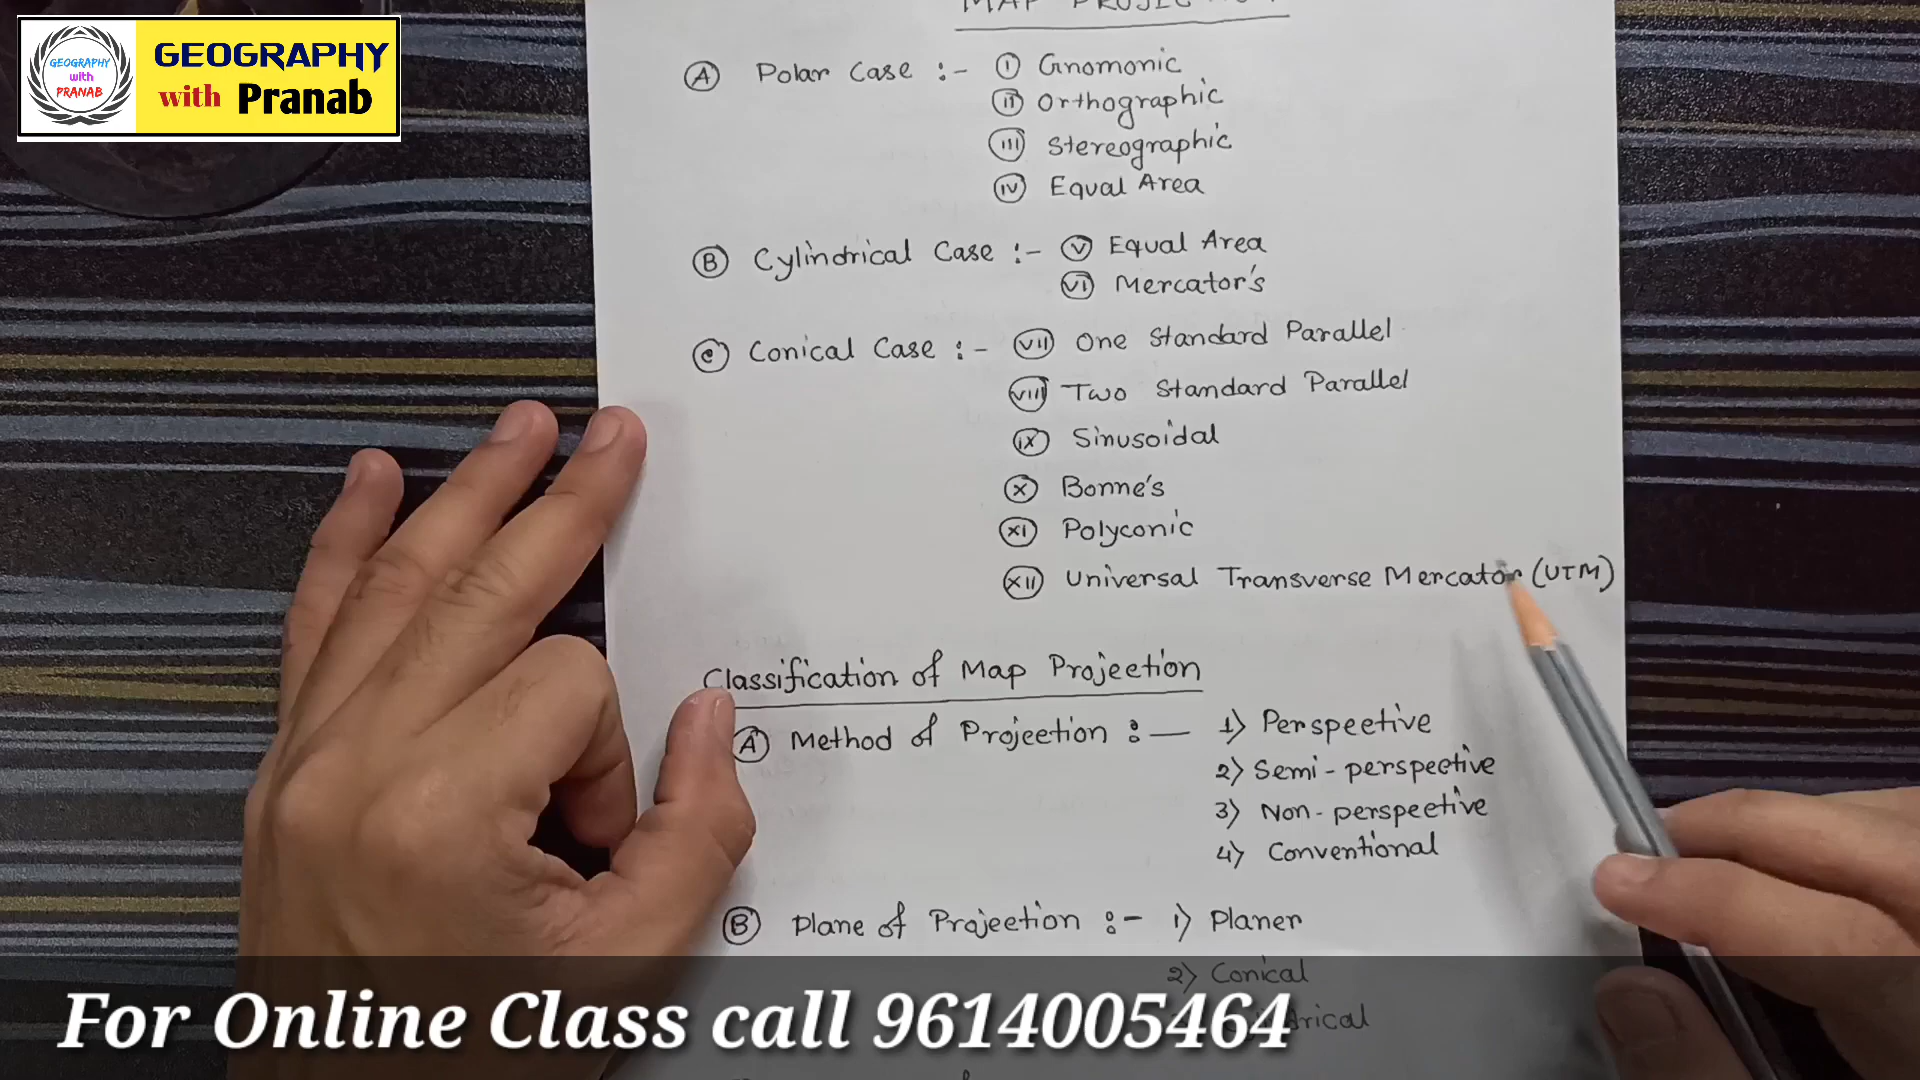 GEOGRAPHY
with
PRANAB
GEOGRAPHY
with Pranab
MAP PROJECTION
A Polar Case :- I Gnomonic
II Orthographic
III Stereographic
IV Equal Area
B Cylindrical Case :- V Equal Area
VI Mercator's
C Conical Case :- VII One Standard Parallel
VIII Two Standard Parallel
IX Sinusoidal
X Bonne's
XI Polyconic
XII Universal Transverse Mercator (UTM)
Classification of Map Projection
A Method of Projection :— 1) Perspective
2) Semi-perspective
3) Non-perspective
4) Conventional
B Plane of Projection :- 1) Planer
2) Conical
For Online Class call 9614005464